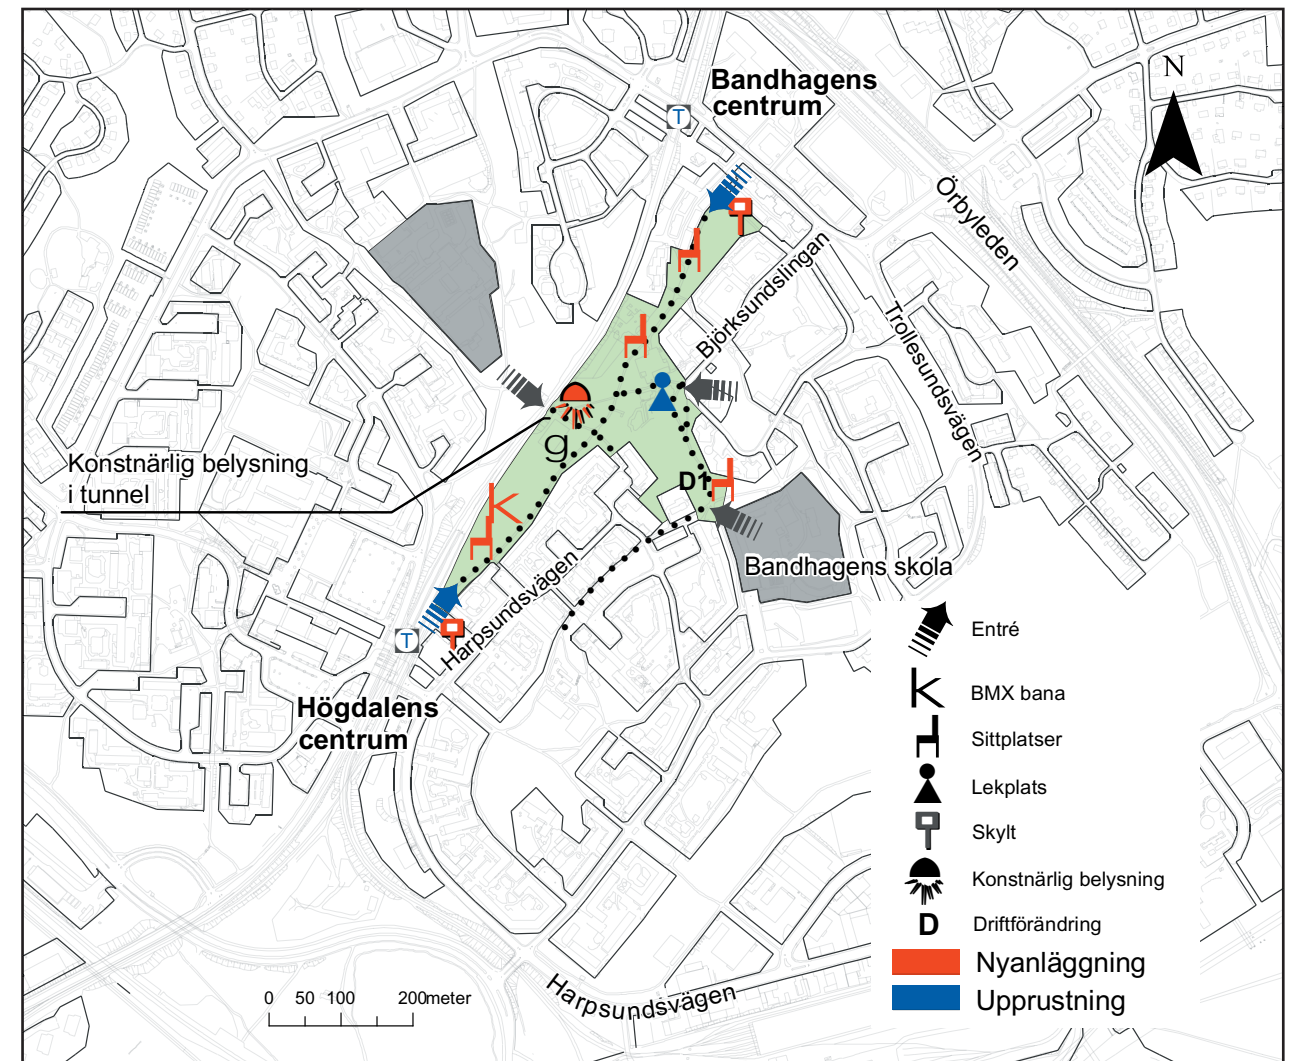 Bandhagens
centrum
N
T
Örbyleden
Björksundslingan
Trollesundsvägen
Konstnärlig belysning
i tunnel
g
D1
Bandhagens skola
Harpsundsvägen
T
Högdalens
centrum
Entré
BMX bana
Sittplatser
Lekplats
Skylt
Konstnärlig belysning
D Driftförändring
Nyanläggning
Upprustning
0 50 100 200meter
Harpsundsvägen